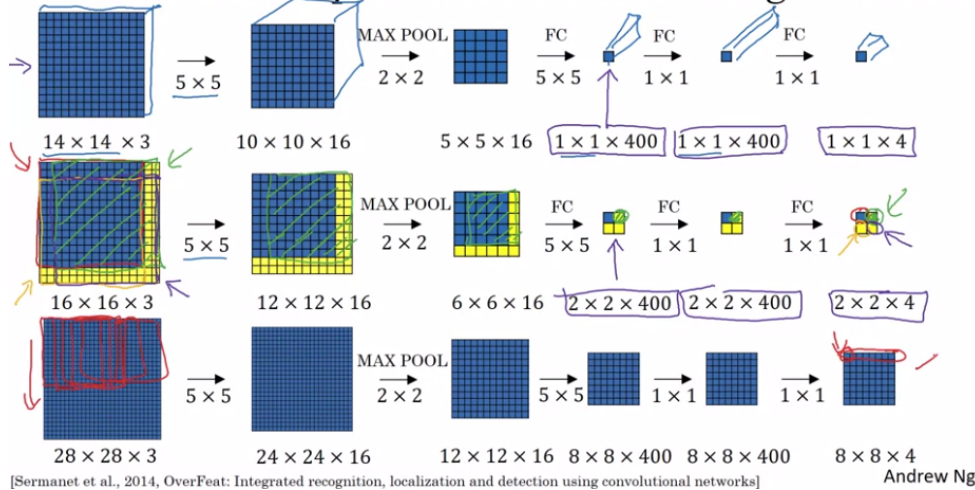 MAX POOL FC FC FC
5 × 5 2 × 2 5 × 5 1 × 1 1 × 1
14 × 14 × 3 10 × 10 × 16 5 × 5 × 16 1 × 1 × 400 1 × 1 × 400 1 × 1 × 4
MAX POOL FC FC FC
5 × 5 2 × 2 5 × 5 1 × 1 1 × 1
16 × 16 × 3 12 × 12 × 16 6 × 6 × 16 2 × 2 × 400 2 × 2 × 400 2 × 2 × 4
MAX POOL
5 × 5 2 × 2 5 × 5 1 × 1 1 × 1
28 × 28 × 3 24 × 24 × 16 12 × 12 × 16 8 × 8 × 400 8 × 8 × 400 8 × 8 × 4
[Sermanet et al., 2014, OverFeat: Integrated recognition, localization and detection using convolutional networks] Andrew Ng